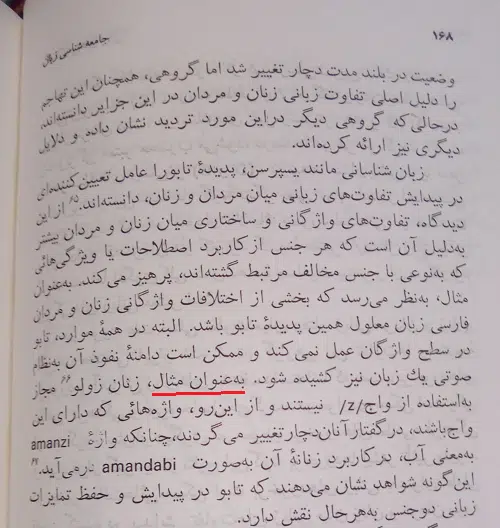 ۱۶۸
جامعه شناسی زبان
وضعیت در بلند مدت دچار تغییر شد اما گروهی، همچنان این تهاجم
را دلیل اصلی تفاوت زبانی زنان و مردان در این جزایر دانسته‌اند،
درحالی‌که گروهی دیگر دراین مورد تردید نشان داده و دلایل
دیگری نیز ارائه کرده‌اند.
زبان شناسانی مانند یسپرسن، پدیدهٔ تابورا عامل تعیین‌کننده‌ای
در پیدایش تفاوت‌های زبانی میان مردان و زنان، دانسته‌اند.۶۵ از این
دیدگاه، تفاوت‌های واژگانی و ساختاری میان زنان و مردان بیشتر
به‌دلیل آن است که هر جنس از کاربرد اصطلاحات یا ویژگی‌هائی
که به‌نوعی با جنس مخالف مرتبط گشته‌اند، پرهیز می‌کند. به‌عنوان
مثال، به‌نظر می‌رسد که بخشی از اختلافات واژگانی زنان و مردان
فارسی زبان معلول همین پدیدهٔ تابو باشد. البته در همهٔ موارد، تابو
در سطح واژگان عمل نمی‌کند و ممکن است دامنهٔ نفوذ آن به‌نظام
صوتی یك زبان نیز کشیده شود. به‌عنوان مثال، زنان زولو۶۶ مجاز
به‌استفاده از واج/z/ نیستند و از این‌رو، واژه‌هائی که دارای این
واج‌باشند، درگفتار آنان‌دچارتغییر می‌گردند،چنانکه واژهٔ amanzi
به‌معنی آب، در‌کاربرد زنانهٔ آن به‌صورت amandabi درمی‌آید.۶۷
این‌گونه شواهد نشان می‌دهند که تابو در پیدایش و حفظ تمایزات
زبانی دوجنس به‌هرحال نقش دارد.